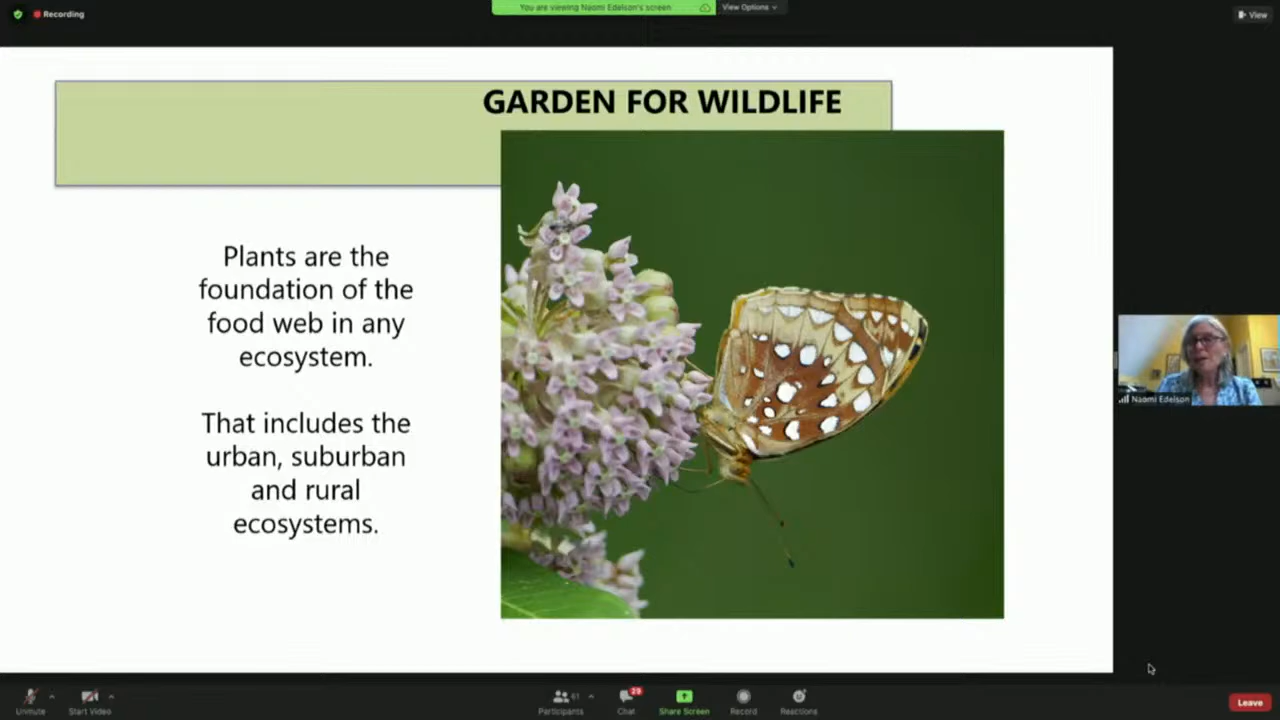 Recording
You are viewing Naomi Edelson's screen
View Options
View
GARDEN FOR WILDLIFE
Plants are the
foundation of the
food web in any
ecosystem.
That includes the
urban, suburban
and rural
ecosystems.
Naomi Edelson
Unmute
Start Video
Participants
61
Chat
39
Share Screen
Record
Reactions
Leave